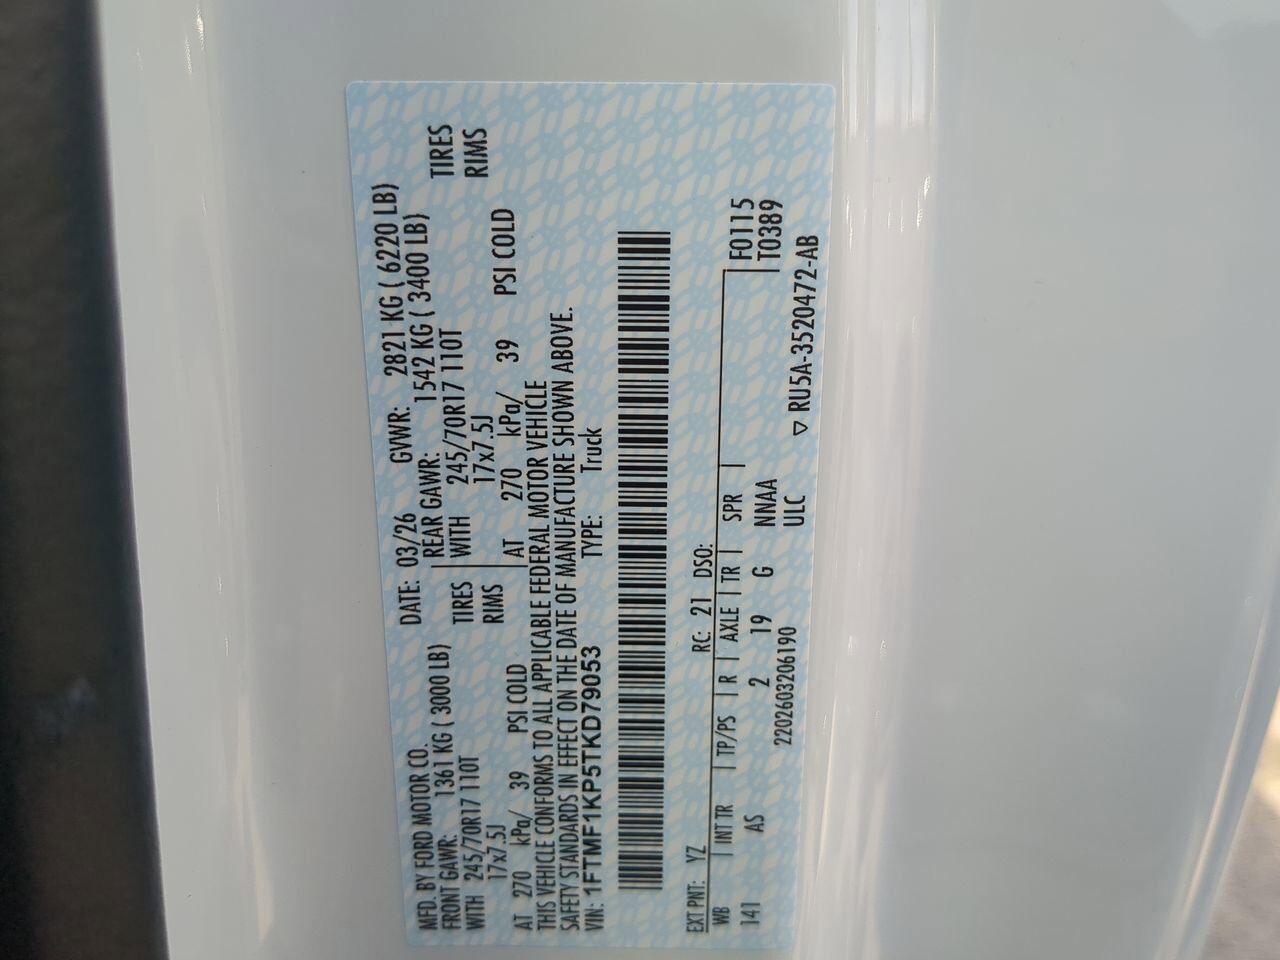 MFD. BY FORD MOTOR CO. DATE: 03/26 GVWR: 2821 KG ( 6220 LB)
FRONT GAWR: 1361 KG ( 3000 LB) REAR GAWR: 1542 KG ( 3400 LB)
WITH 245/70R17 110T TIRES WITH 245/70R17 110T TIRES
17x7.5J RIMS 17x7.5J RIMS
AT 270 kPa/ 39 PSI COLD AT 270 kPa/ 39 PSI COLD
THIS VEHICLE CONFORMS TO ALL APPLICABLE FEDERAL MOTOR VEHICLE
SAFETY STANDARDS IN EFFECT ON THE DATE OF MANUFACTURE SHOWN ABOVE.
VIN: 1FTMF1KP5TKD79053 TYPE: Truck
EXT PNT: YZ RC: 21 DSO:
WB | INT TR | TP/PS | R | AXLE | TR | SPR | F0115
141 AS 2 19 G NNAA T0389
2202603206190 ULC
▽ RU5A-3520472-AB